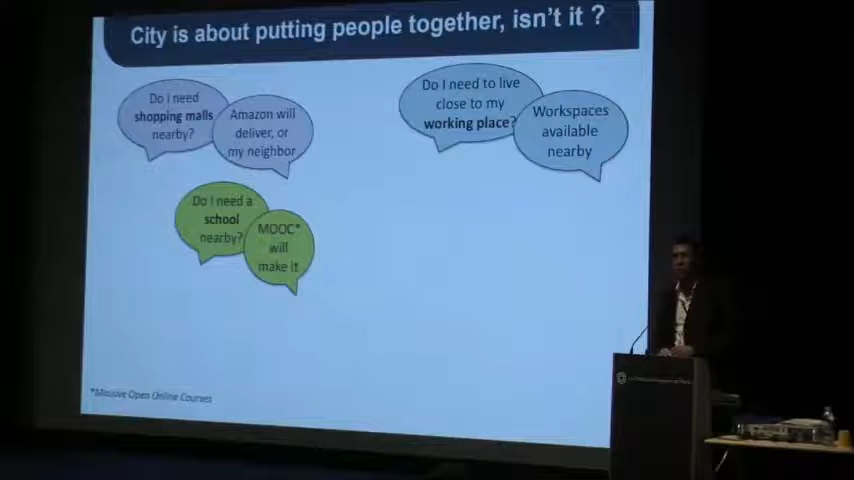 City is about putting people together, isn't it ?
Do I need
shopping malls
nearby?
Amazon will
deliver, or
my neighbor
Do I need to live
close to my
working place?
Workspaces
available
nearby
Do I need a
school
nearby?
MOOC*
will
make it
*Massive Open Online Courses